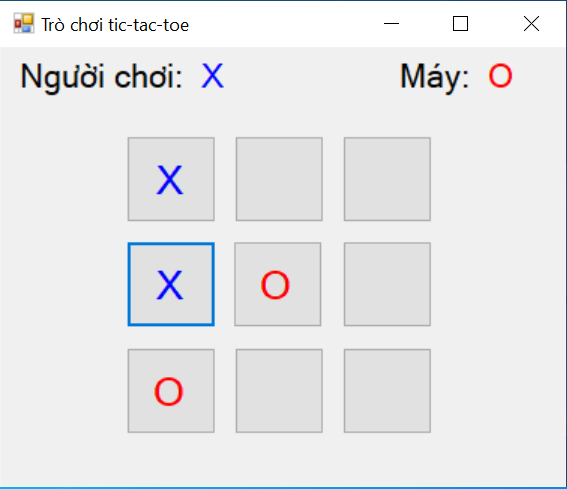 Trò chơi tic-tac-toe
Người chơi: X Máy: O
X
X O
O